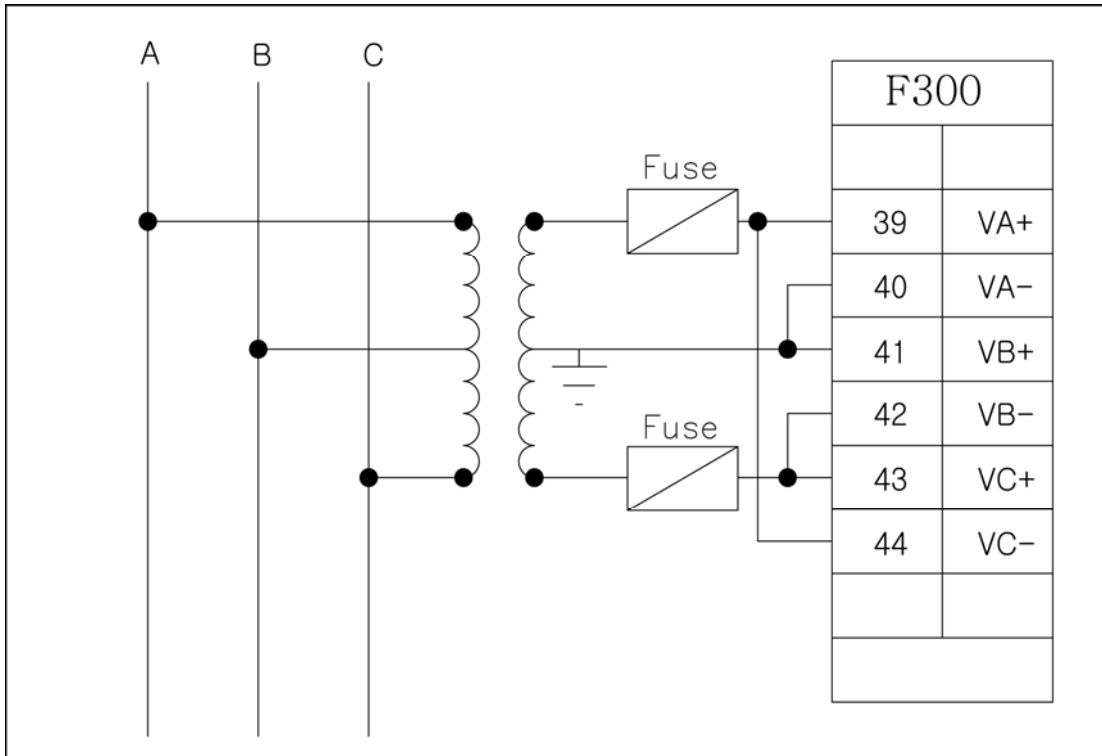 A B C
F300
Fuse
39 VA+
40 VA-
41 VB+
42 VB-
Fuse
43 VC+
44 VC-